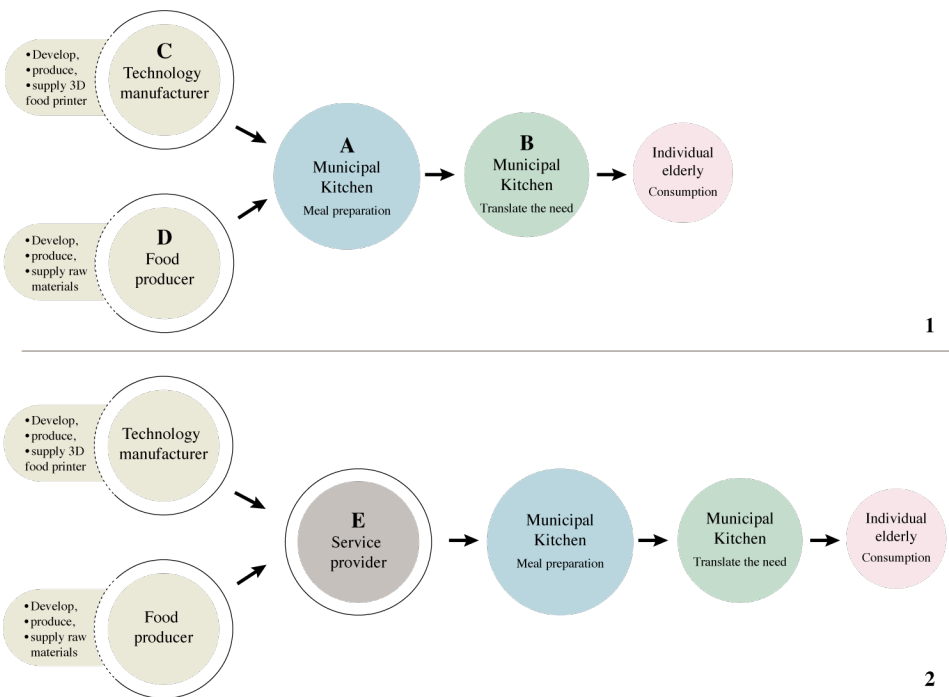 • Develop,
• produce,
• supply 3D
food printer
C
Technology
manufacturer
A
Municipal
Kitchen
Meal preparation
B
Municipal
Kitchen
Translate the need
Individual
elderly
Consumption
• Develop,
• produce,
• supply raw
materials
D
Food
producer
1
• Develop,
• produce,
• supply 3D
food printer
Technology
manufacturer
E
Service
provider
Municipal
Kitchen
Meal preparation
Municipal
Kitchen
Translate the need
Individual
elderly
Consumption
• Develop,
• produce,
• supply raw
materials
Food
producer
2